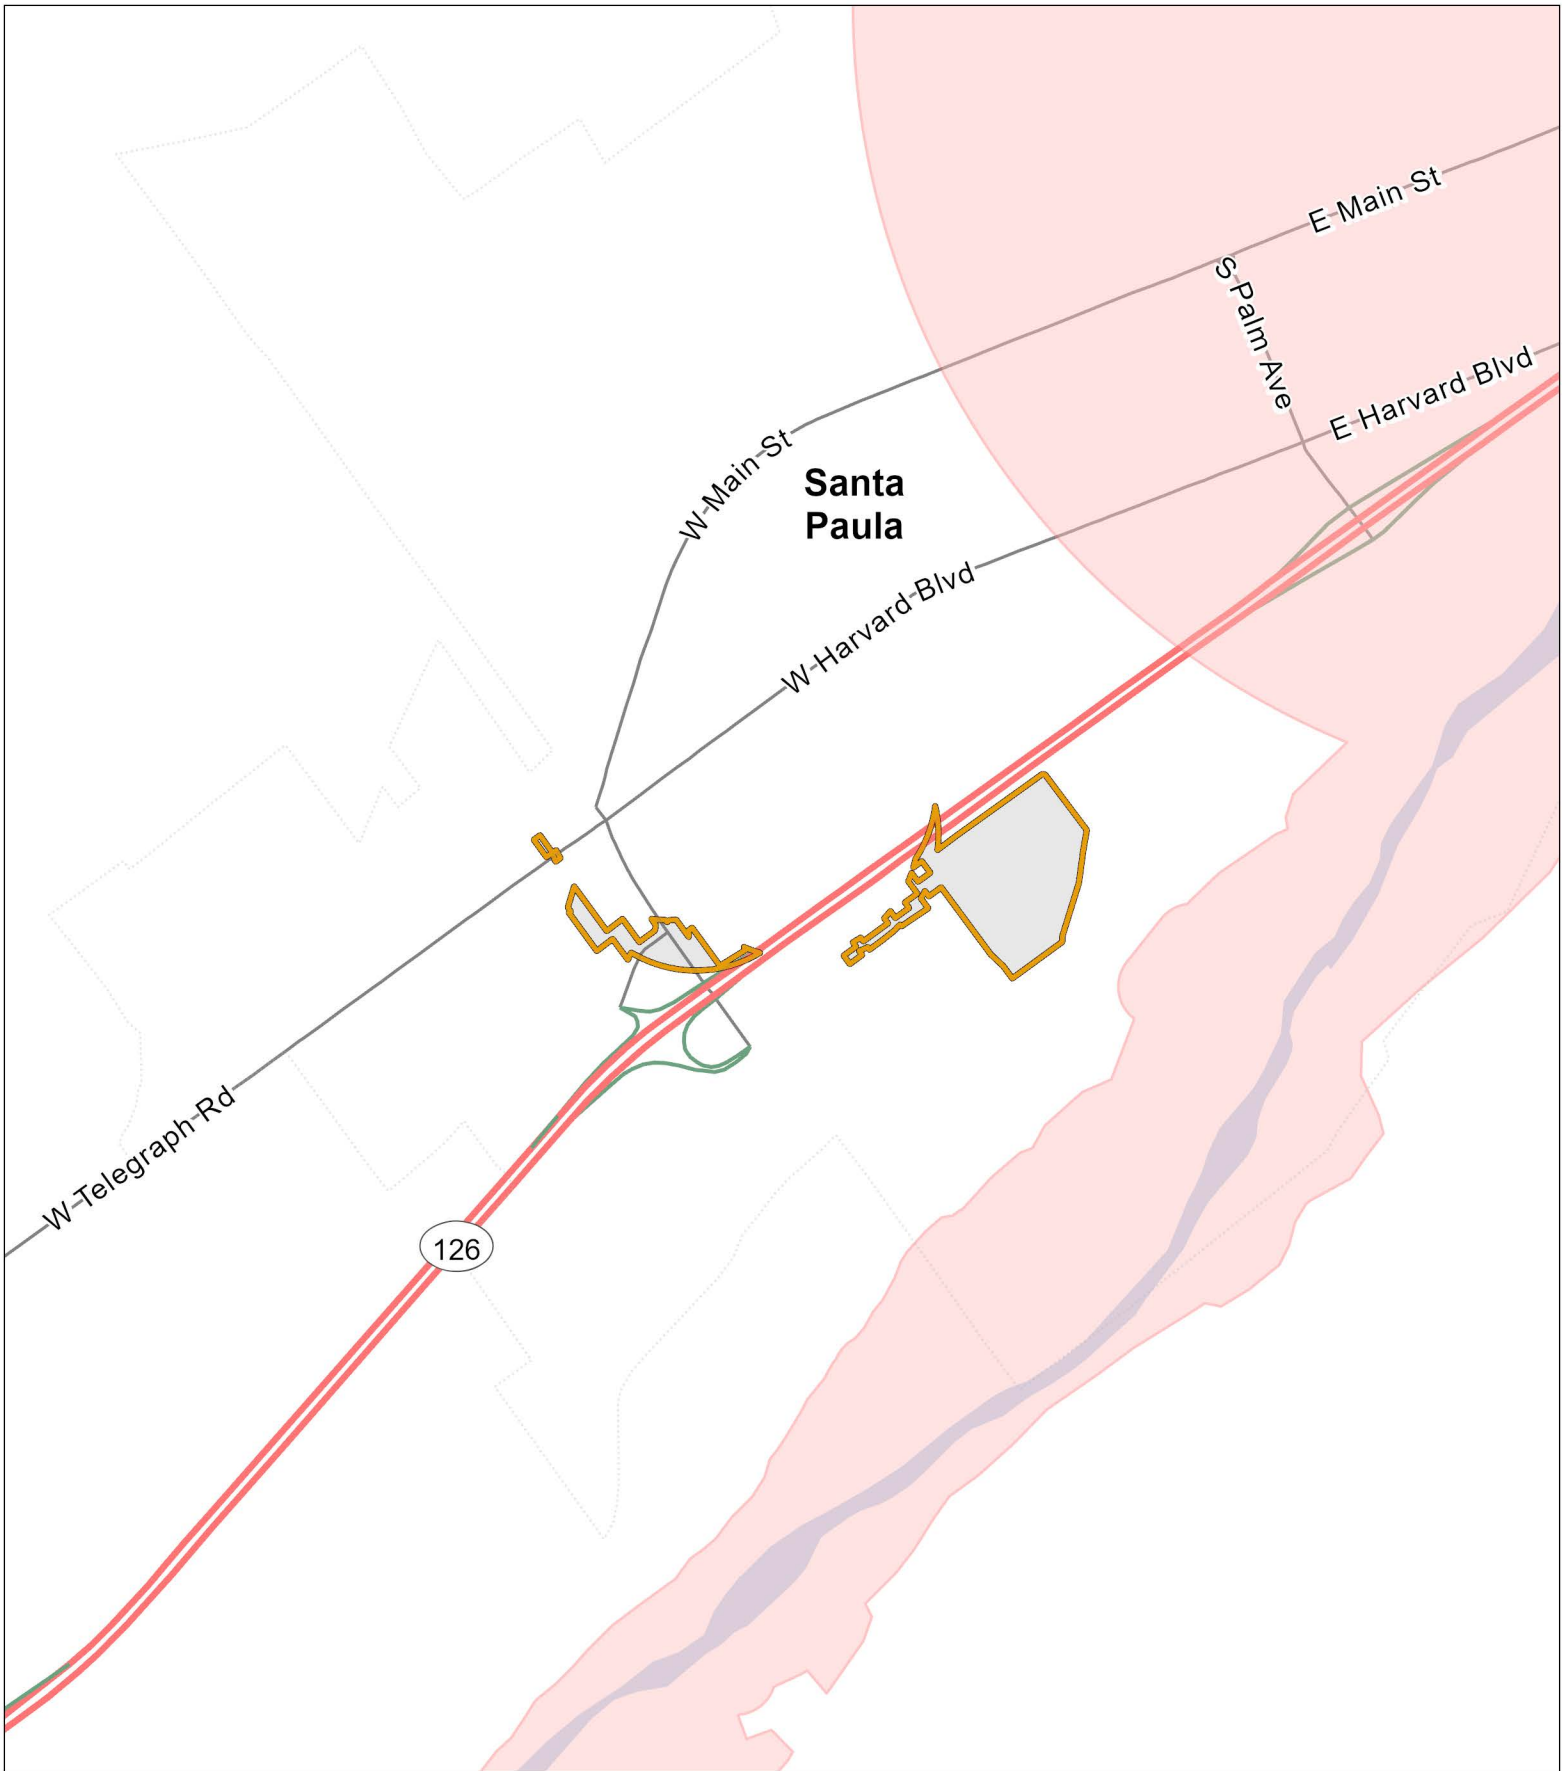 E Main St
S Palm Ave
E Harvard Blvd
W Main St
Santa
Paula
W Harvard Blvd
W Telegraph Rd
126